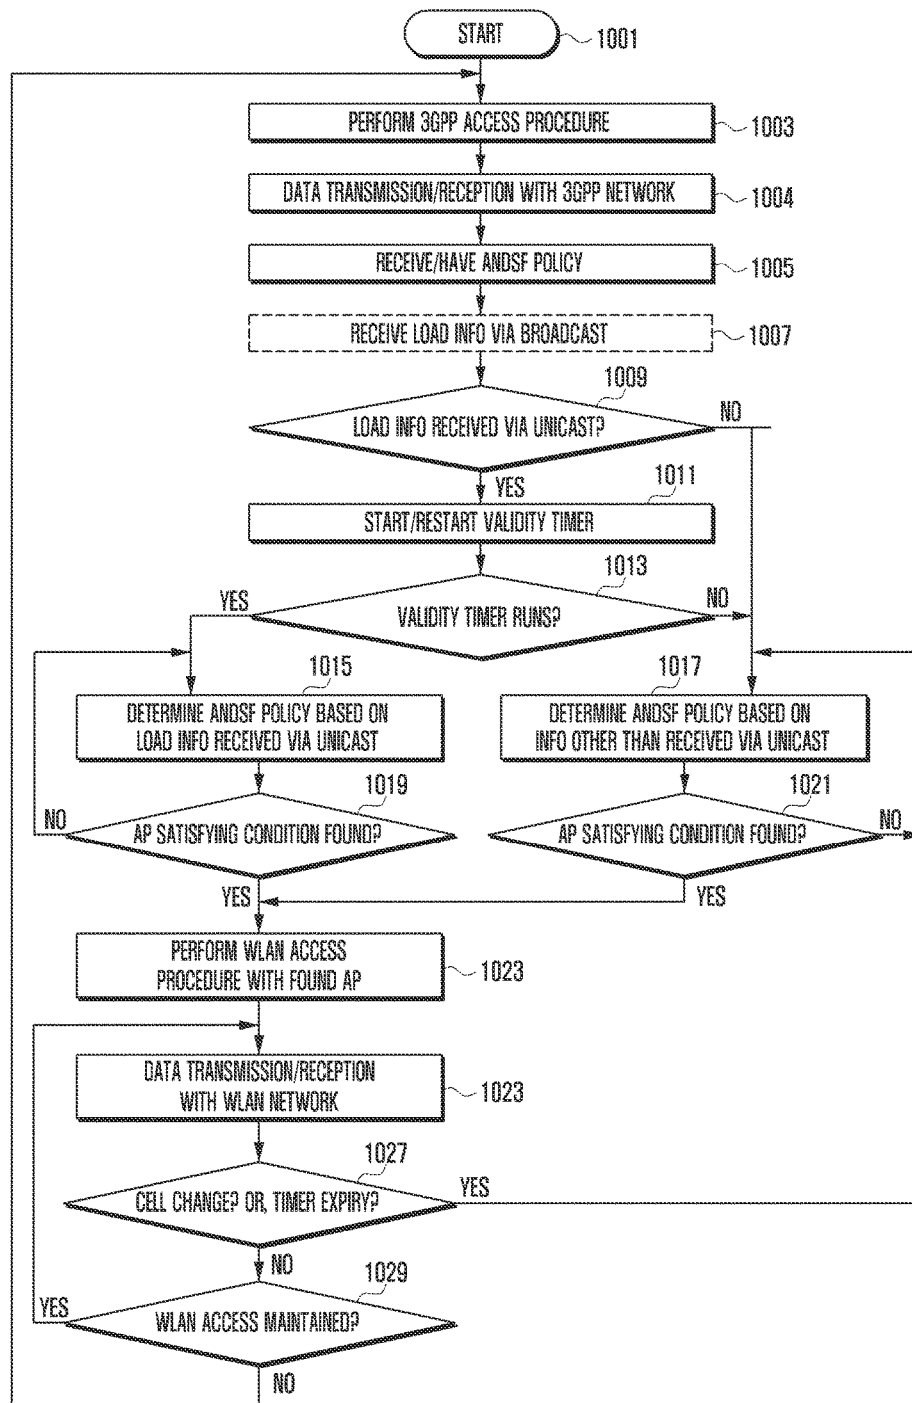 START
1001
PERFORM 3GPP ACCESS PROCEDURE
1003
DATA TRANSMISSION/RECEPTION WITH 3GPP NETWORK
1004
RECEIVE/HAVE ANDSF POLICY
1005
RECEIVE LOAD INFO VIA BROADCAST
1007
1009
LOAD INFO RECEIVED VIA UNICAST?
NO
YES
1011
START/RESTART VALIDITY TIMER
1013
YES
VALIDITY TIMER RUNS?
NO
1015
DETERMINE ANDSF POLICY BASED ON
LOAD INFO RECEIVED VIA UNICAST
1017
DETERMINE ANDSF POLICY BASED ON
INFO OTHER THAN RECEIVED VIA UNICAST
1019
NO
AP SATISFYING CONDITION FOUND?
YES
1021
AP SATISFYING CONDITION FOUND?
NO
YES
PERFORM WLAN ACCESS
PROCEDURE WITH FOUND AP
1023
DATA TRANSMISSION/RECEPTION
WITH WLAN NETWORK
1023
1027
CELL CHANGE? OR, TIMER EXPIRY?
YES
NO
1029
YES
WLAN ACCESS MAINTAINED?
NO